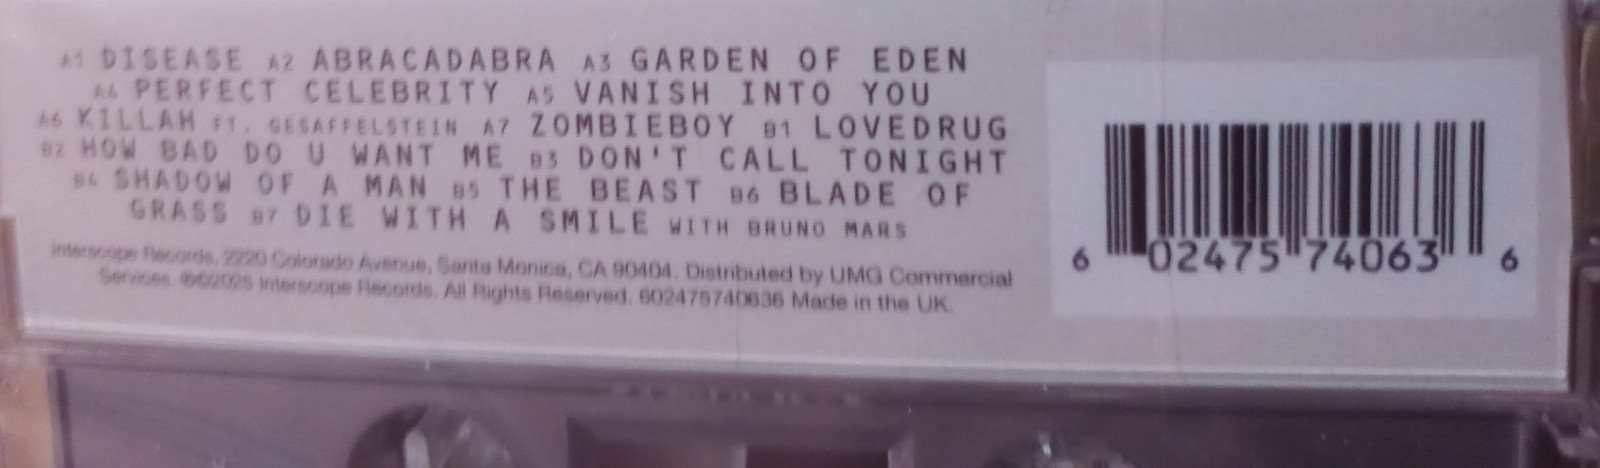 A1 DISEASE A2 ABRACADABRA A3 GARDEN OF EDEN
A4 PERFECT CELEBRITY A5 VANISH INTO YOU
A6 KILLAH FT. GESAFFELSTEIN A7 ZOMBIEBOY B1 LOVEDRUG
B2 HOW BAD DO U WANT ME B3 DON'T CALL TONIGHT
B4 SHADOW OF A MAN B5 THE BEAST B6 BLADE OF
GRASS B7 DIE WITH A SMILE WITH BRUNO MARS
Interscope Records, 2220 Colorado Avenue, Santa Monica, CA 90404. Distributed by UMG Commercial
Services. ℗©2025 Interscope Records. All Rights Reserved. 602475740636 Made in the UK.
6 02475 74063 6